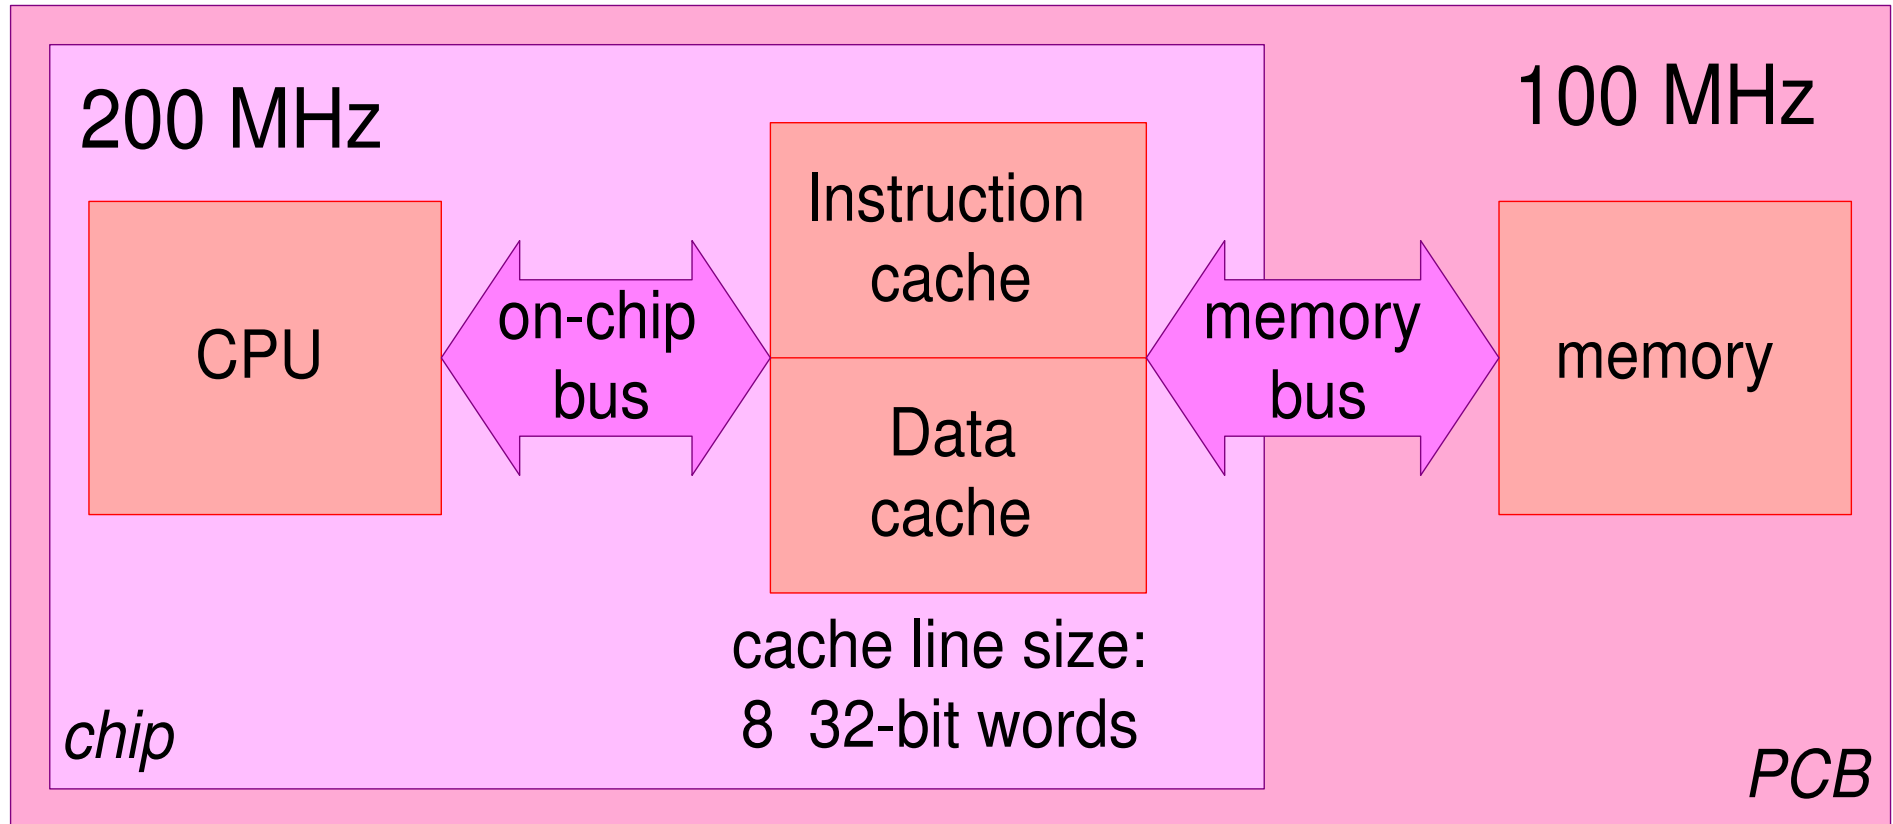 200 MHz
100 MHz
CPU
on-chip
bus
Instruction
cache
Data
cache
memory
bus
memory
cache line size:
8 32-bit words
chip
PCB